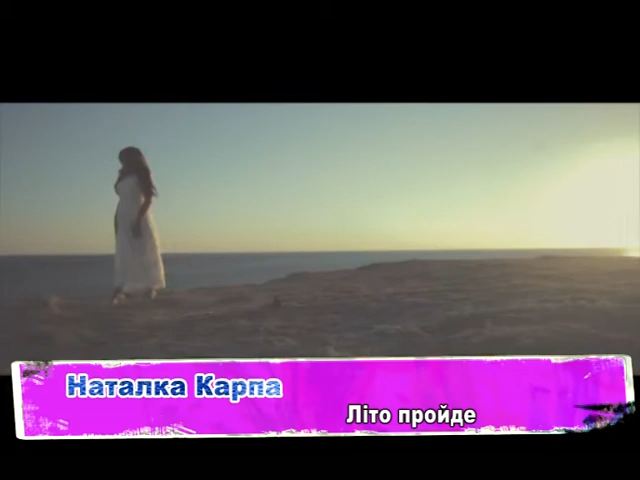 Наталка Карпа
Літо пройде